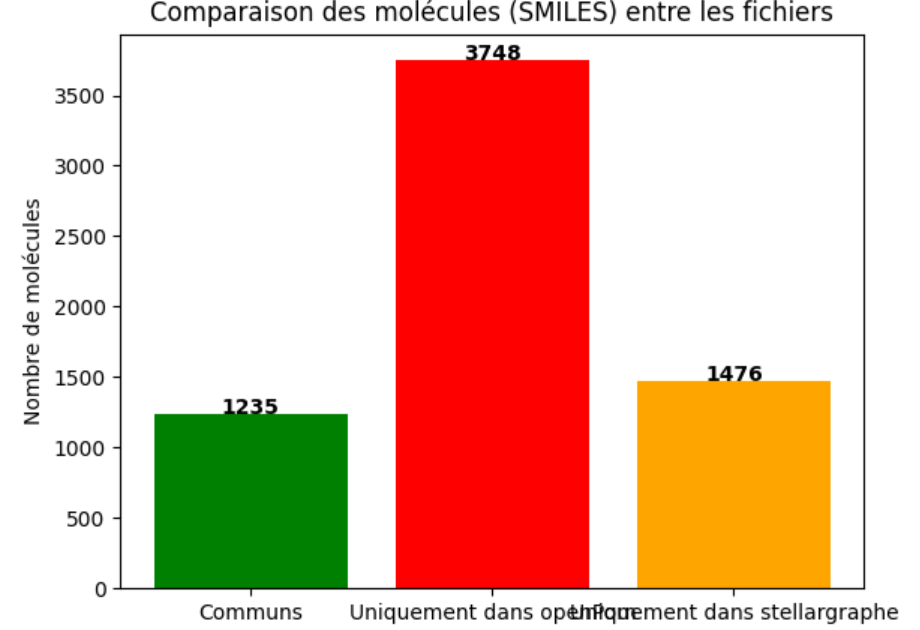 Comparaison des molécules (SMILES) entre les fichiers
3748
3500
3000
2500
2000
1500
1000
500
0
Nombre de molécules
1235
1476
Communs
Uniquement dans
Uniquement dans stellargraphe